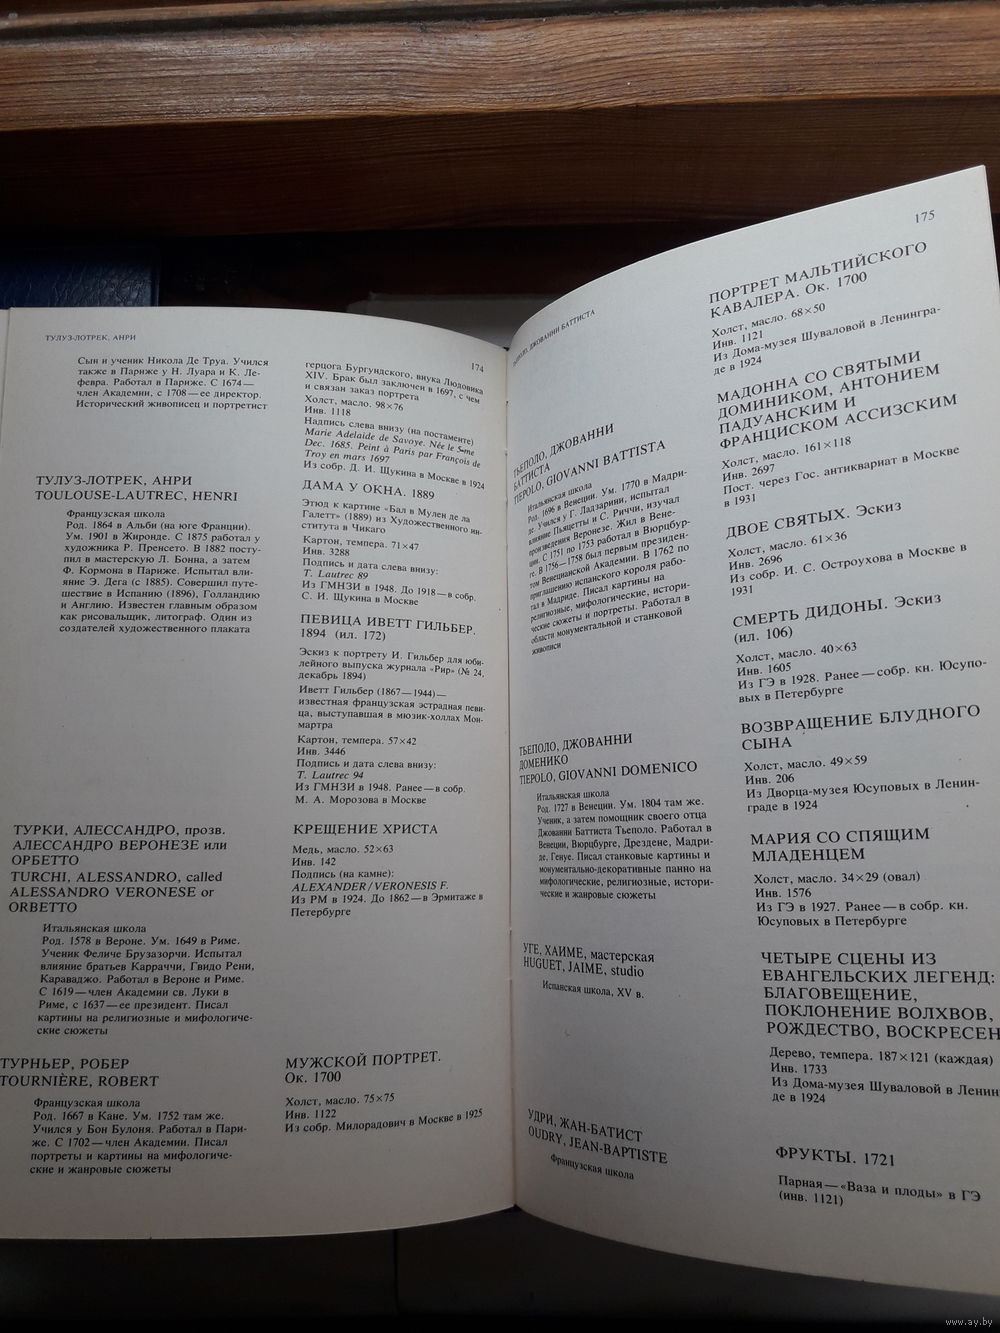 ТУЛУЗ-ЛОТРЕК, АНРИ
174
Сын и ученик Никола Де Труа. Учился
также в Париже у Н. Луара и К. Ле-
февра. Работал в Париже. С 1674—
член Академии, с 1708—ее директор.
Исторический живописец и портретист
герцога Бургундского, внука Людовика
XIV. Брак был заключен в 1697, с чем
и связан заказ портрета
Холст, масло. 98×76
Инв. 1118
Надпись слева внизу (на постаменте)
Marie Adelaide de Savoye. Née le 5me
Dec. 1685. Peint à Paris par François de
Troy en mars 1697
Из собр. Д. И. Щукина в Москве в 1924
ТУЛУЗ-ЛОТРЕК, АНРИ
TOULOUSE-LAUTREC, HENRI
Французская школа
Род. 1864 в Альби (на юге Франции).
Ум. 1901 в Жиронде. С 1875 работал у
художника Р. Пренсето. В 1882 посту-
пил в мастерскую Л. Бонна, а затем
Ф. Кормона в Париже. Испытал вли-
яние Э. Дега (с 1885). Совершил путе-
шествие в Испанию (1896), Голландию
и Англию. Известен главным образом
как рисовальщик, литограф. Один из
создателей художественного плаката
ДАМА У ОКНА. 1889
Этюд к картине «Бал в Мулен де ла
Галетт» (1889) из Художественного ин-
ститута в Чикаго
Картон, темпера. 71×47
Инв. 3288
Подпись и дата слева внизу:
T. Lautrec 89
Из ГМНЗИ в 1948. До 1918—в собр.
С. И. Щукина в Москве
ПЕВИЦА ИВЕТТ ГИЛЬБЕР.
1894 (ил. 172)
Эскиз к портрету И. Гильбер для юби-
лейного выпуска журнала «Рир» (№ 24,
декабрь 1894)
Иветт Гильбер (1867—1944)—
известная французская эстрадная певи-
ца, выступавшая в мюзик-холлах Мон-
мартра
Картон, темпера. 57×42
Инв. 3446
Подпись и дата слева внизу:
T. Lautrec 94
Из ГМНЗИ в 1948. Ранее—в собр.
М. А. Морозова в Москве
ТУРКИ, АЛЕССАНДРО, прозв.
АЛЕССАНДРО ВЕРОНЕЗЕ или
ОРБЕТТО
TURCHI, ALESSANDRO, called
ALESSANDRO VERONESE or
ORBETTO
Итальянская школа
Род. 1578 в Вероне. Ум. 1649 в Риме.
Ученик Феличе Брузазорчи. Испытал
влияние братьев Карраччи, Гвидо Рени,
Караваджо. Работал в Вероне и Риме.
С 1619—член Академии св. Луки в
Риме, с 1637—ее президент. Писал
картины на религиозные и мифологиче-
ские сюжеты
КРЕЩЕНИЕ ХРИСТА
Медь, масло. 52×63
Инв. 142
Подпись (на камне):
ALEXANDER/VERONESIS F.
Из РМ в 1924. До 1862—в Эрмитаже в
Петербурге
ТУРНЬЕР, РОБЕР
TOURNIÈRE, ROBERT
Французская школа
Род. 1667 в Кане. Ум. 1752 там же.
Учился у Бон Булоня. Работал в Пари-
же. С 1702—член Академии. Писал
портреты и картины на мифологиче-
ские и жанровые сюжеты
МУЖСКОЙ ПОРТРЕТ.
Ок. 1700
Холст, масло. 75×75
Инв. 1122
Из собр. Милорадович в Москве в 1925
ТЬЕПОЛО, ДЖОВАННИ БАТТИСТА
175
ТЬЕПОЛО, ДЖОВАННИ
БАТТИСТА
TIEPOLO, GIOVANNI BATTISTA
Итальянская школа
Род. 1696 в Венеции. Ум. 1770 в Мадри-
де. Учился у Г. Ладзарини, испытал
влияние Пьяцетты и С. Риччи, изучал
произведения Веронезе. Жил в Вене-
ции. С 1751 по 1753 работал в Вюрцбур-
ге. В 1756—1758 был первым президен-
том Венецианской Академии. В 1762 по
приглашению испанского короля рабо-
тал в Мадриде. Писал картины на
религиозные, мифологические, истори-
ческие сюжеты и портреты. Работал в
области монументальной и станковой
живописи
ПОРТРЕТ МАЛЬТИЙСКОГО
КАВАЛЕРА. Ок. 1700
Холст, масло. 68×50
Инв. 1121
Из Дома-музея Шуваловой в Ленингра-
де в 1924
МАДОННА СО СВЯТЫМИ
ДОМИНИКОМ, АНТОНИЕМ
ПАДУАНСКИМ И
ФРАНЦИСКОМ АССИЗСКИМ
Холст, масло. 161×118
Инв. 2697
Пост. через Гос. антиквариат в Москве
в 1931
ДВОЕ СВЯТЫХ. Эскиз
Холст, масло. 61×36
Инв. 2696
Из собр. И. С. Остроухова в Москве в
1931
СМЕРТЬ ДИДОНЫ. Эскиз
(ил. 106)
Холст, масло. 40×63
Инв. 1605
Из ГЭ в 1928. Ранее—собр. кн. Юсупо-
вых в Петербурге
ТЬЕПОЛО, ДЖОВАННИ
ДОМЕНИКО
TIEPOLO, GIOVANNI DOMENICO
Итальянская школа
Род. 1727 в Венеции. Ум. 1804 там же.
Ученик, а затем помощник своего отца
Джованни Баттиста Тьеполо. Работал в
Венеции, Вюрцбурге, Дрездене, Мадри-
де, Генуе. Писал станковые картины и
монументально-декоративные панно на
мифологические, религиозные, истори-
ческие и жанровые сюжеты
ВОЗВРАЩЕНИЕ БЛУДНОГО
СЫНА
Холст, масло. 49×59
Инв. 206
Из Дворца-музея Юсуповых в Ленин-
граде в 1924
МАРИЯ СО СПЯЩИМ
МЛАДЕНЦЕМ
Холст, масло. 34×29 (овал)
Инв. 1576
Из ГЭ в 1927. Ранее—в собр. кн.
Юсуповых в Петербурге
УГЕ, ХАИМЕ, мастерская
HUGUET, JAIME, studio
Испанская школа, XV в.
ЧЕТЫРЕ СЦЕНЫ ИЗ
ЕВАНГЕЛЬСКИХ ЛЕГЕНД:
БЛАГОВЕЩЕНИЕ,
ПОКЛОНЕНИЕ ВОЛХВОВ,
РОЖДЕСТВО, ВОСКРЕСЕН
Дерево, темпера. 187×121 (каждая)
Инв. 1733
Из Дома-музея Шуваловой в Ленин
де в 1924
УДРИ, ЖАН-БАТИСТ
OUDRY, JEAN-BAPTISTE
Французская школа
ФРУКТЫ. 1721
Парная—«Ваза и плоды» в ГЭ
(инв. 1121)
www.ay.by